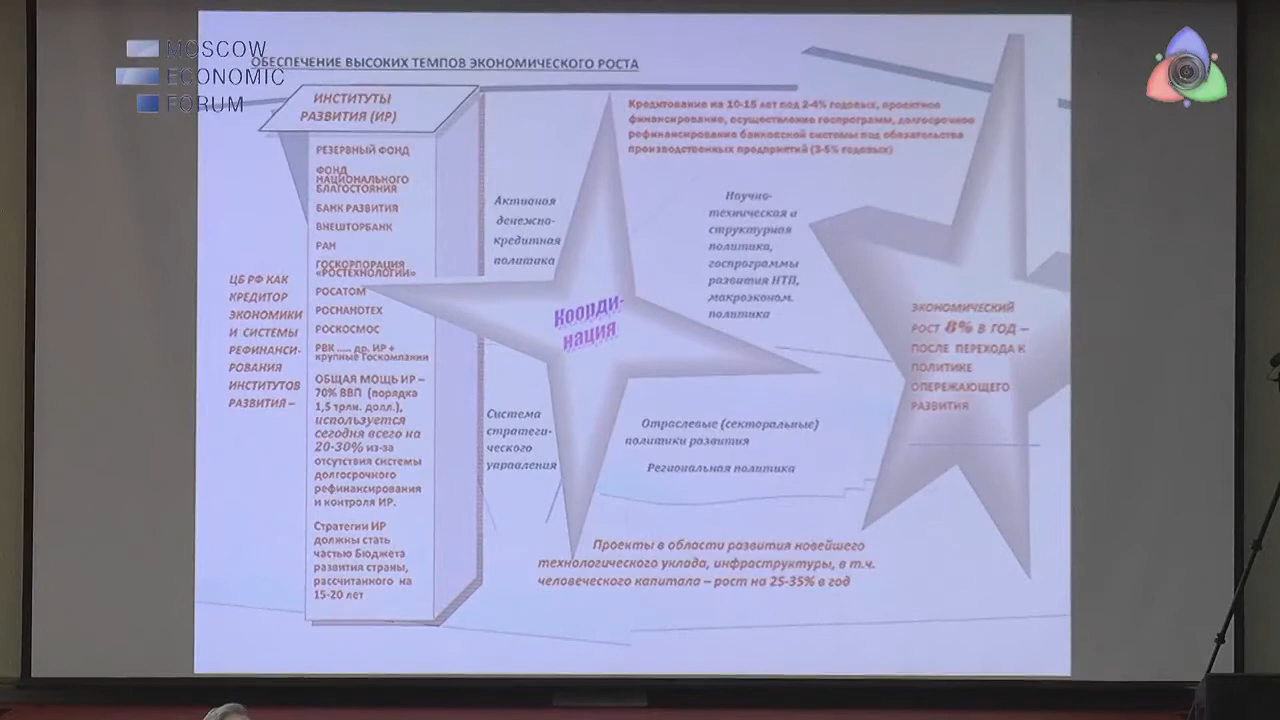 MOSCOW
ECONOMIC
FORUM
ОБЕСПЕЧЕНИЕ ВЫСОКИХ ТЕМПОВ ЭКОНОМИЧЕСКОГО РОСТА
ИНСТИТУТЫ
РАЗВИТИЯ (ИР)
РЕЗЕРВНЫЙ ФОНД
ФОНД
НАЦИОНАЛЬНОГО
БЛАГОСТОЯНИЯ
БАНК РАЗВИТИЯ
ВНЕШТОРБАНК
РАН
ГОСКОРПОРАЦИЯ
«РОСТЕХНОЛОГИИ»
РОСАТОМ
РОСНАНОТЕХ
РОСКОСМОС
РВК ..... др. ИР +
крупные Госкомпании
ОБЩАЯ МОЩЬ ИР –
70% ВВП (порядка
1,5 трлн. долл.),
используется
сегодня всего на
20-30% из-за
отсутствия системы
долгосрочного
рефинансирования
и контроля ИР.
Стратегии ИР
должны стать
частью Бюджета
развития страны,
рассчитанного на
15-20 лет
ЦБ РФ КАК
КРЕДИТОР
ЭКОНОМИКИ
И СИСТЕМЫ
РЕФИНАНСИ-
РОВАНИЯ
ИНСТИТУТОВ
РАЗВИТИЯ –
Активная
денежно-
кредитная
политика
Система
стратеги-
ческого
управления
Коорди-
нация
Кредитование на 10-15 лет под 2-4% годовых, проектное
финансирование, осуществление госпрограмм, долгосрочное
рефинансирование банковской системы под обязательства
производственных предприятий (3-5% годовых)
Научно-
техническая и
структурная
политика,
госпрограммы
развития НТП,
макроэконом.
политика
Отраслевые (секторальные)
политики развития
Региональная политика
Проекты в области развития новейшего
технологического уклада, инфраструктуры, в т.ч.
человеческого капитала – рост на 25-35% в год
ЭКОНОМИЧЕСКИЙ
РОСТ 8% В ГОД –
ПОСЛЕ ПЕРЕХОДА К
ПОЛИТИКЕ
ОПЕРЕЖАЮЩЕГО
РАЗВИТИЯ